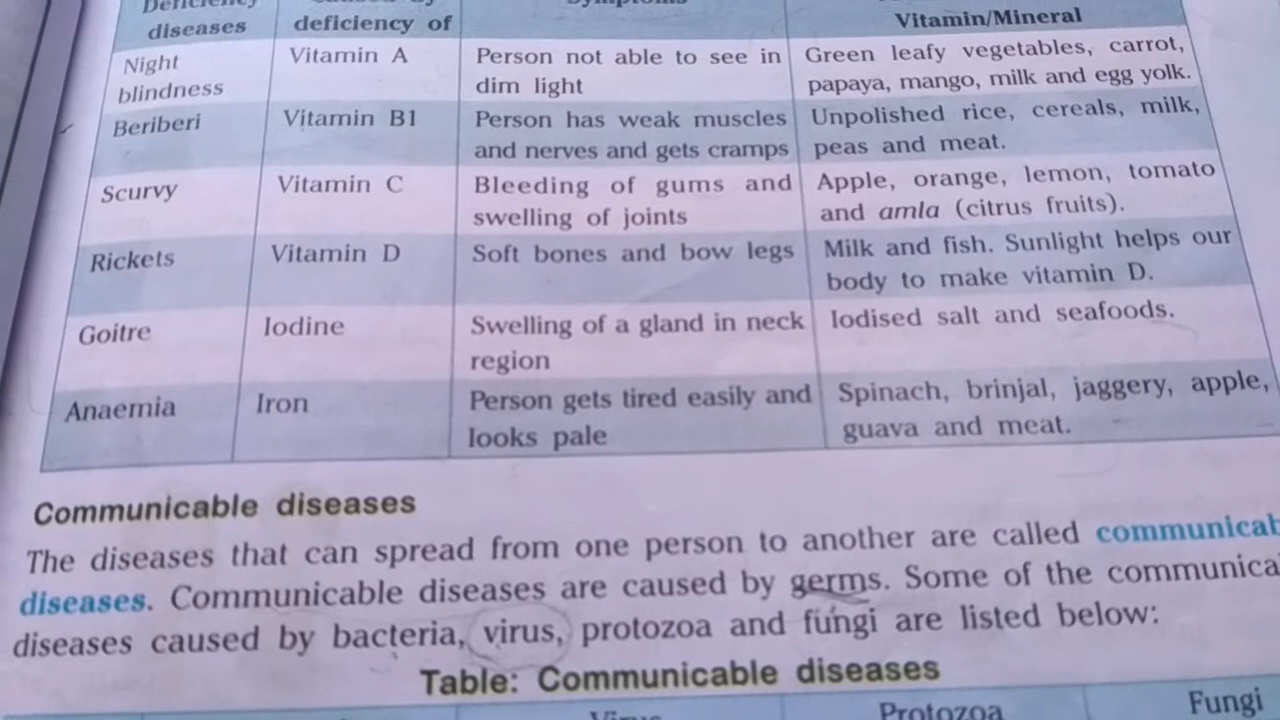 Deficiency
diseases
deficiency of
Symptoms
Vitamin/Mineral
Night
blindness
Vitamin A
Person not able to see in
dim light
Green leafy vegetables, carrot,
papaya, mango, milk and egg yolk.
Beriberi
Vitamin B1
Person has weak muscles
and nerves and gets cramps
Unpolished rice, cereals, milk,
peas and meat.
Scurvy
Vitamin C
Bleeding of gums and
swelling of joints
Apple, orange, lemon, tomato
and amla (citrus fruits).
Rickets
Vitamin D
Soft bones and bow legs
Milk and fish. Sunlight helps our
body to make vitamin D.
Goitre
Iodine
Swelling of a gland in neck
region
Iodised salt and seafoods.
Anaemia
Iron
Person gets tired easily and
looks pale
Spinach, brinjal, jaggery, apple,
guava and meat.
Communicable diseases
The diseases that can spread from one person to another are called communicab
diseases. Communicable diseases are caused by germs. Some of the communica
diseases caused by bacteria, virus, protozoa and fungi are listed below:
Table: Communicable diseases
Virus
Protozoa
Fungi